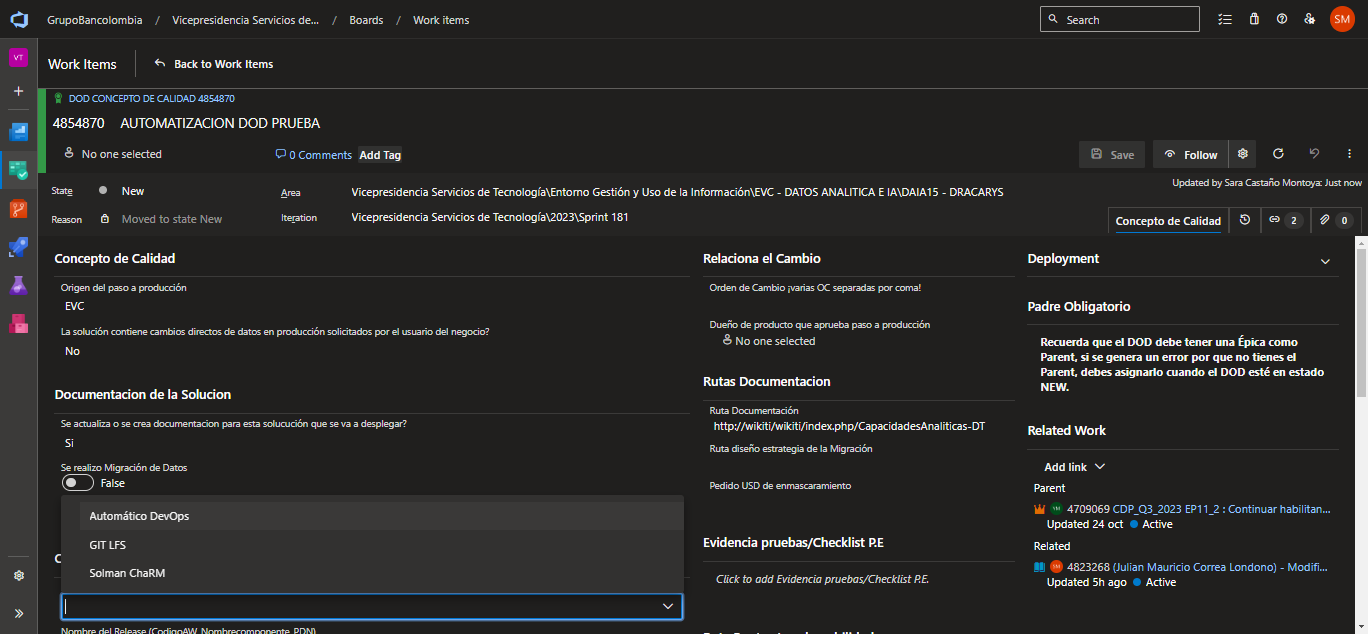 GrupoBancolombia / Vicepresidencia Servicios de... / Boards / Work items
Search
SM
VT
Work Items
Back to Work Items
DOD CONCEPTO DE CALIDAD 4854870
4854870 AUTOMATIZACION DOD PRUEBA
No one selected
0 Comments
Add Tag
Save
Follow
State
New
Area
Vicepresidencia Servicios de Tecnología\Entorno Gestión y Uso de la Información\EVC - DATOS ANALITICA E IA\DAIA15 - DRACARYS
Updated by Sara Castaño Montoya: Just now
Reason
Moved to state New
Iteration
Vicepresidencia Servicios de Tecnología\2023\Sprint 181
Concepto de Calidad
2
0
Concepto de Calidad
Origen del paso a producción
EVC
La solución contiene cambios directos de datos en producción solicitados por el usuario del negocio?
No
Documentacion de la Solucion
Se actualiza o se crea documentacion para esta solucución que se va a desplegar?
Si
Se realizo Migración de Datos
False
Automático DevOps
GIT LFS
Solman ChaRM
C
Nombre del Release (CodigoAW_Nombrecomponente_PDN)
Relaciona el Cambio
Orden de Cambio ¡varias OC separadas por coma!
Dueño de producto que aprueba paso a producción
No one selected
Rutas Documentacion
Ruta Documentación
http://wikiti/wikiti/index.php/CapacidadesAnaliticas-DT
Ruta diseño estrategia de la Migración
Pedido USD de enmascaramiento
Evidencia pruebas/Checklist P.E
Click to add Evidencia pruebas/Checklist P.E.
Deployment
Padre Obligatorio
Recuerda que el DOD debe tener una Épica como
Parent, si se genera un error por que no tienes el
Parent, debes asignarlo cuando el DOD esté en estado
NEW.
Related Work
Add link
Parent
YM
4709069 CDP_Q3_2023 EP11_2 : Continuar habilitan...
Updated 24 oct
Active
Related
SM
4823268 (Julian Mauricio Correa Londono) - Modifi...
Updated 5h ago
Active